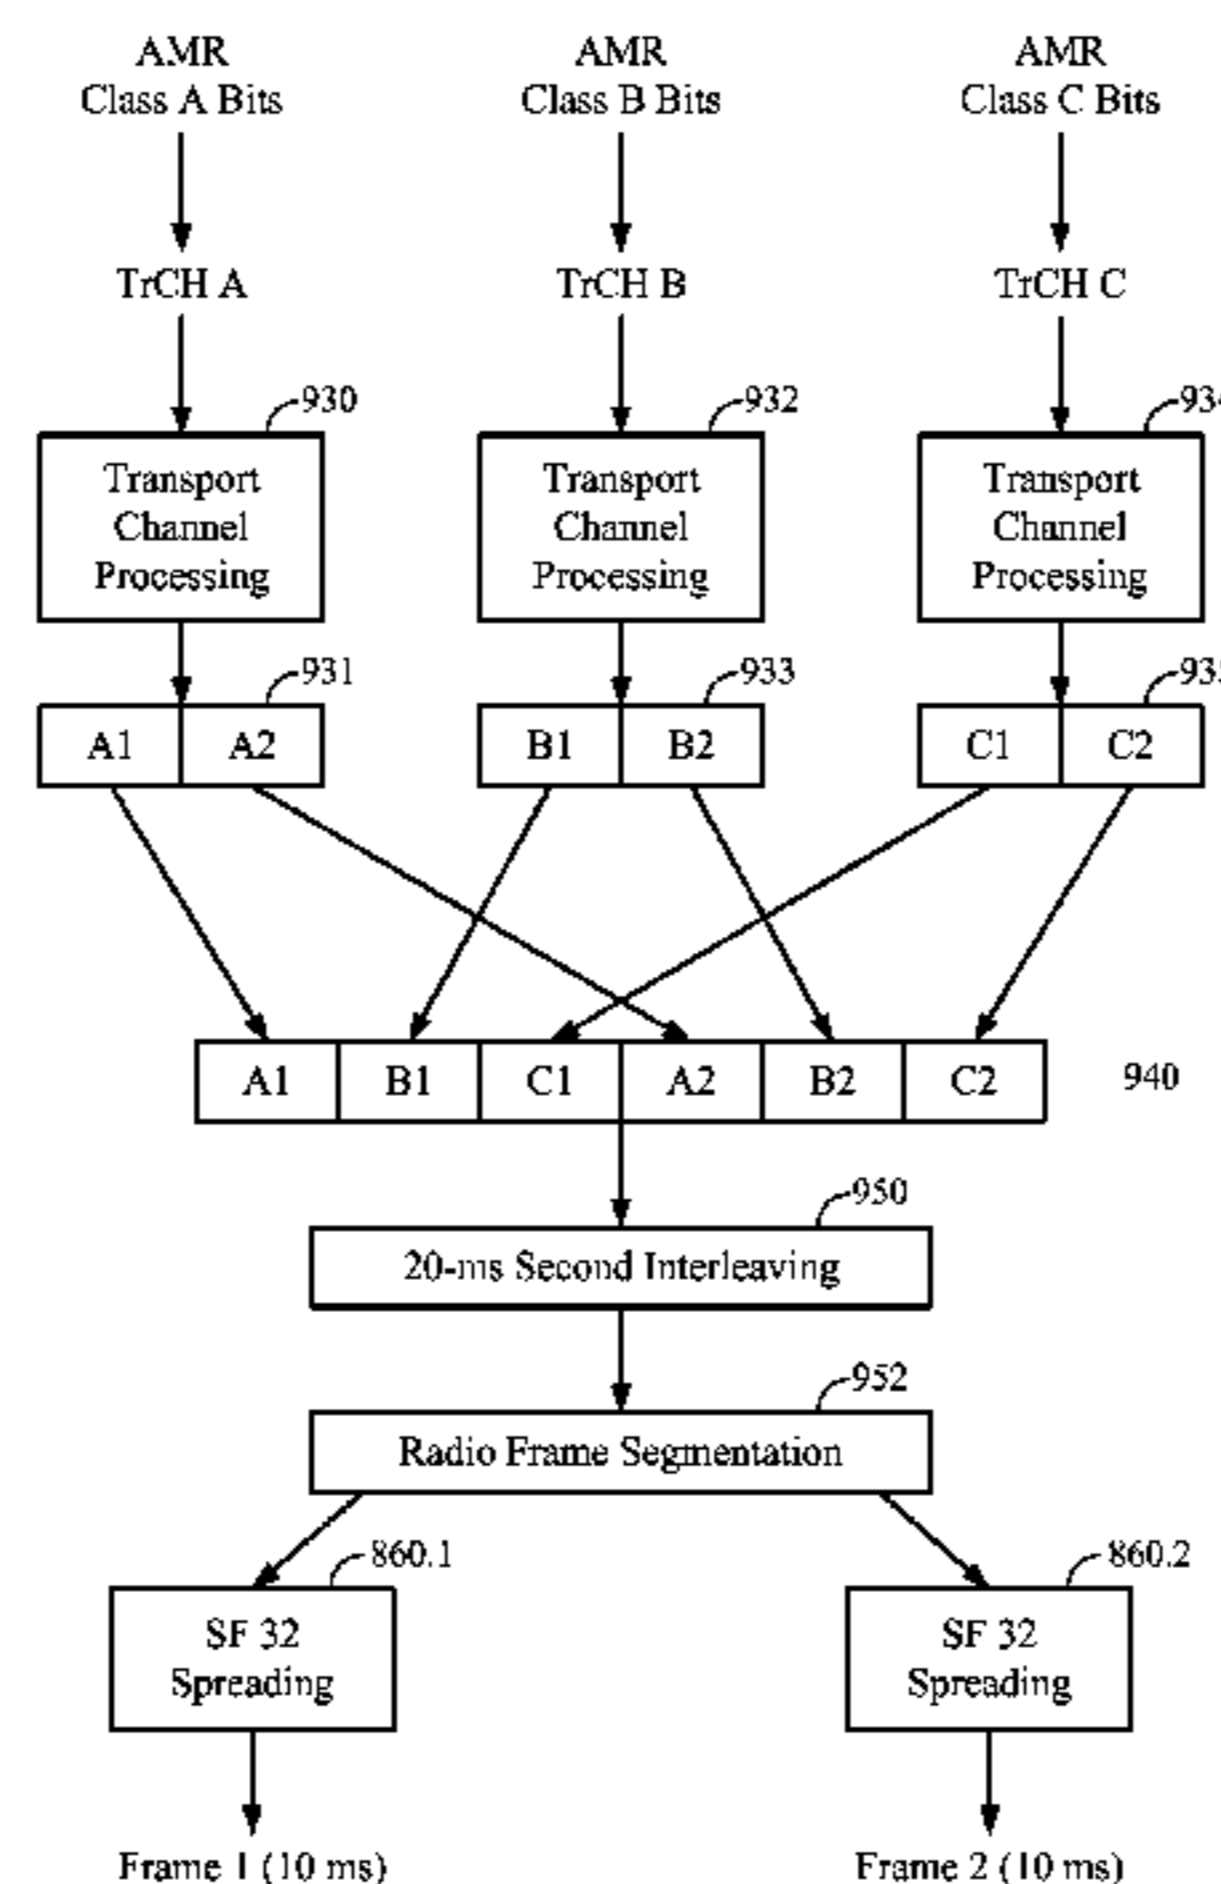 AMR
Class A Bits
AMR
Class B Bits
AMR
Class C Bits
TrCH A
TrCH B
TrCH C
930
932
Transport
Channel
Processing
Transport
Channel
Processing
Transport
Channel
Processing
931
933
A1 A2
B1 B2
C1 C2
A1 B1 C1 A2 B2 C2
940
950
20-ms Second Interleaving
952
Radio Frame Segmentation
860.1
860.2
SF 32
Spreading
SF 32
Spreading
Frame 1 (10 ms)
Frame 2 (10 ms)